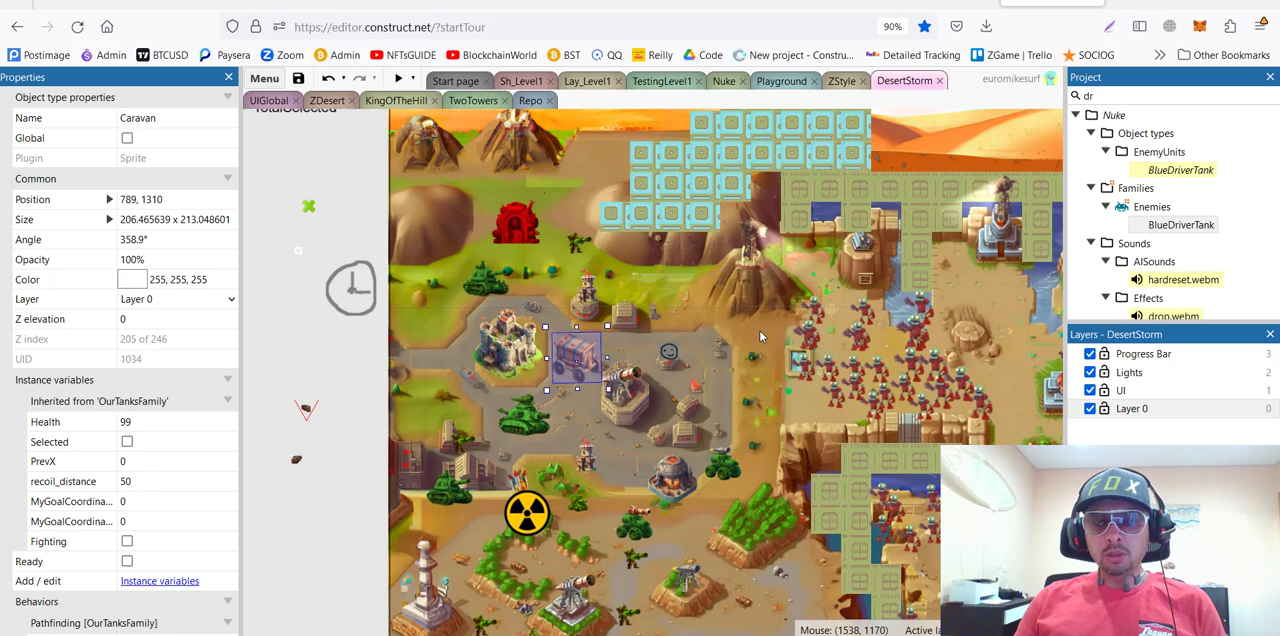 https://editor.construct.net/?startTour
90%
Postimage
Admin
BTCUSD
Paysera
Zoom
Admin
NFTsGUIDE
BlockchainWorld
BST
QQ
Reilly
Code
New project - Constru...
Detailed Tracking
ZGame | Trello
SOCIOG
Other Bookmarks
Properties
Menu
Start page
Sh_Level1
Lay_Level1
TestingLevel1
Nuke
Playground
ZStyle
DesertStorm
euromikesurf
Project
Object type properties
UIGlobal
ZDesert
KingOfTheHill
TwoTowers
Repo
dr
Name Caravan
TotalSelected
Nuke
Global
Object types
Plugin Sprite
EnemyUnits
BlueDriverTank
Common
Families
Position 789, 1310
Enemies
Size 206.465639 x 213.048601
BlueDriverTank
Angle 358.9°
Sounds
Opacity 100%
AISounds
Color 255, 255, 255
hardreset.webm
Layer Layer 0
Effects
drop.webm
Z elevation 0
Layers - DesertStorm
Z index 205 of 246
Progress Bar 3
UID 1034
Lights 2
Instance variables
UI 1
Inherited from 'OurTanksFamily'
Layer 0 0
Health 99
Selected
PrevX 0
recoil_distance 50
MyGoalCoordina... 0
MyGoalCoordina... 0
Fighting
Ready
Add / edit Instance variables
Behaviors
Pathfinding [OurTanksFamily]
Mouse: (1538, 1170)
Active la
FOX